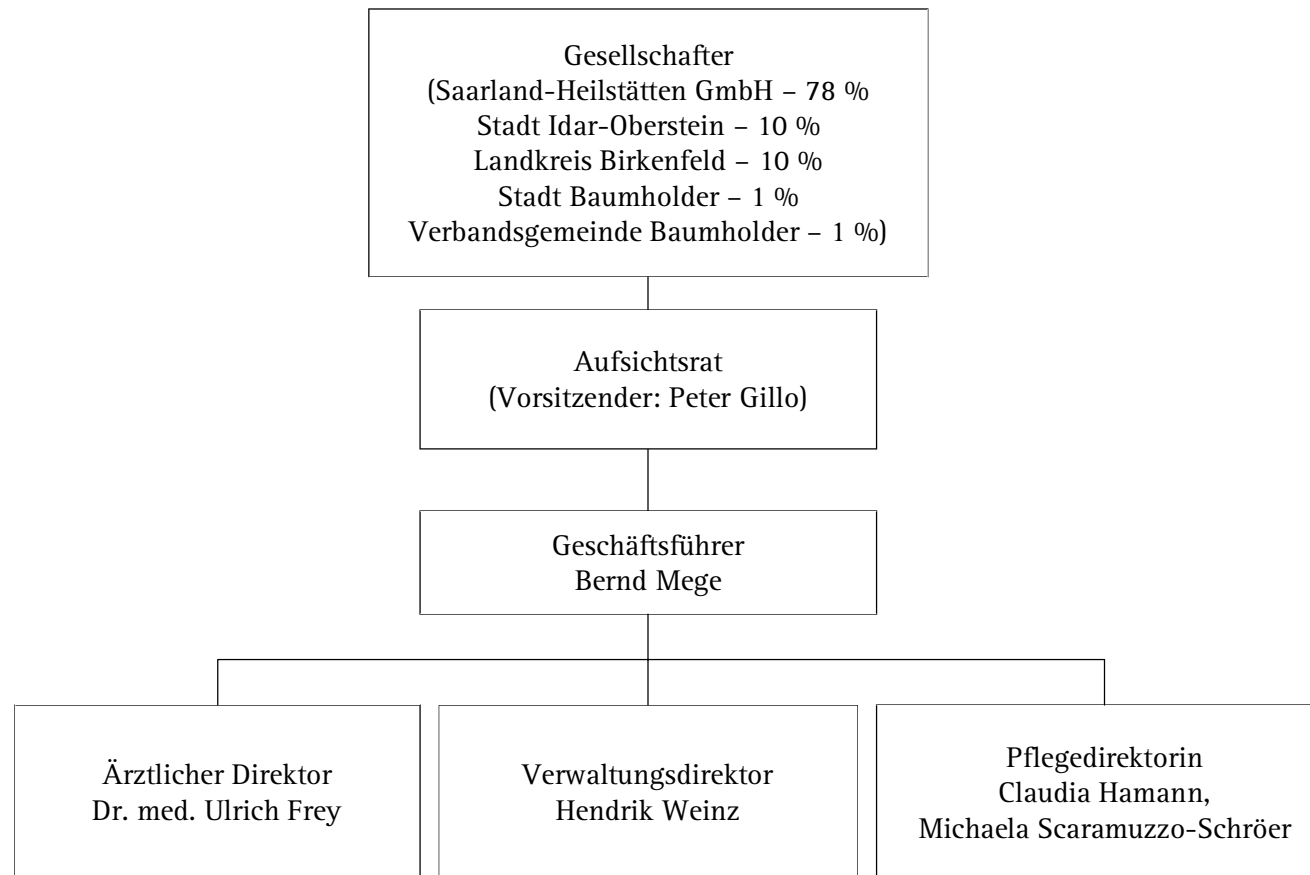 Gesellschafter
(Saarland-Heilstätten GmbH – 78 %
Stadt Idar-Oberstein – 10 %
Landkreis Birkenfeld – 10 %
Stadt Baumholder – 1 %
Verbandsgemeinde Baumholder – 1 %)
Aufsichtsrat
(Vorsitzender: Peter Gillo)
Geschäftsführer
Bernd Mege
Ärztlicher Direktor
Dr. med. Ulrich Frey
Verwaltungsdirektor
Hendrik Weinz
Pflegedirektorin
Claudia Hamann,
Michaela Scaramuzzo-Schröer